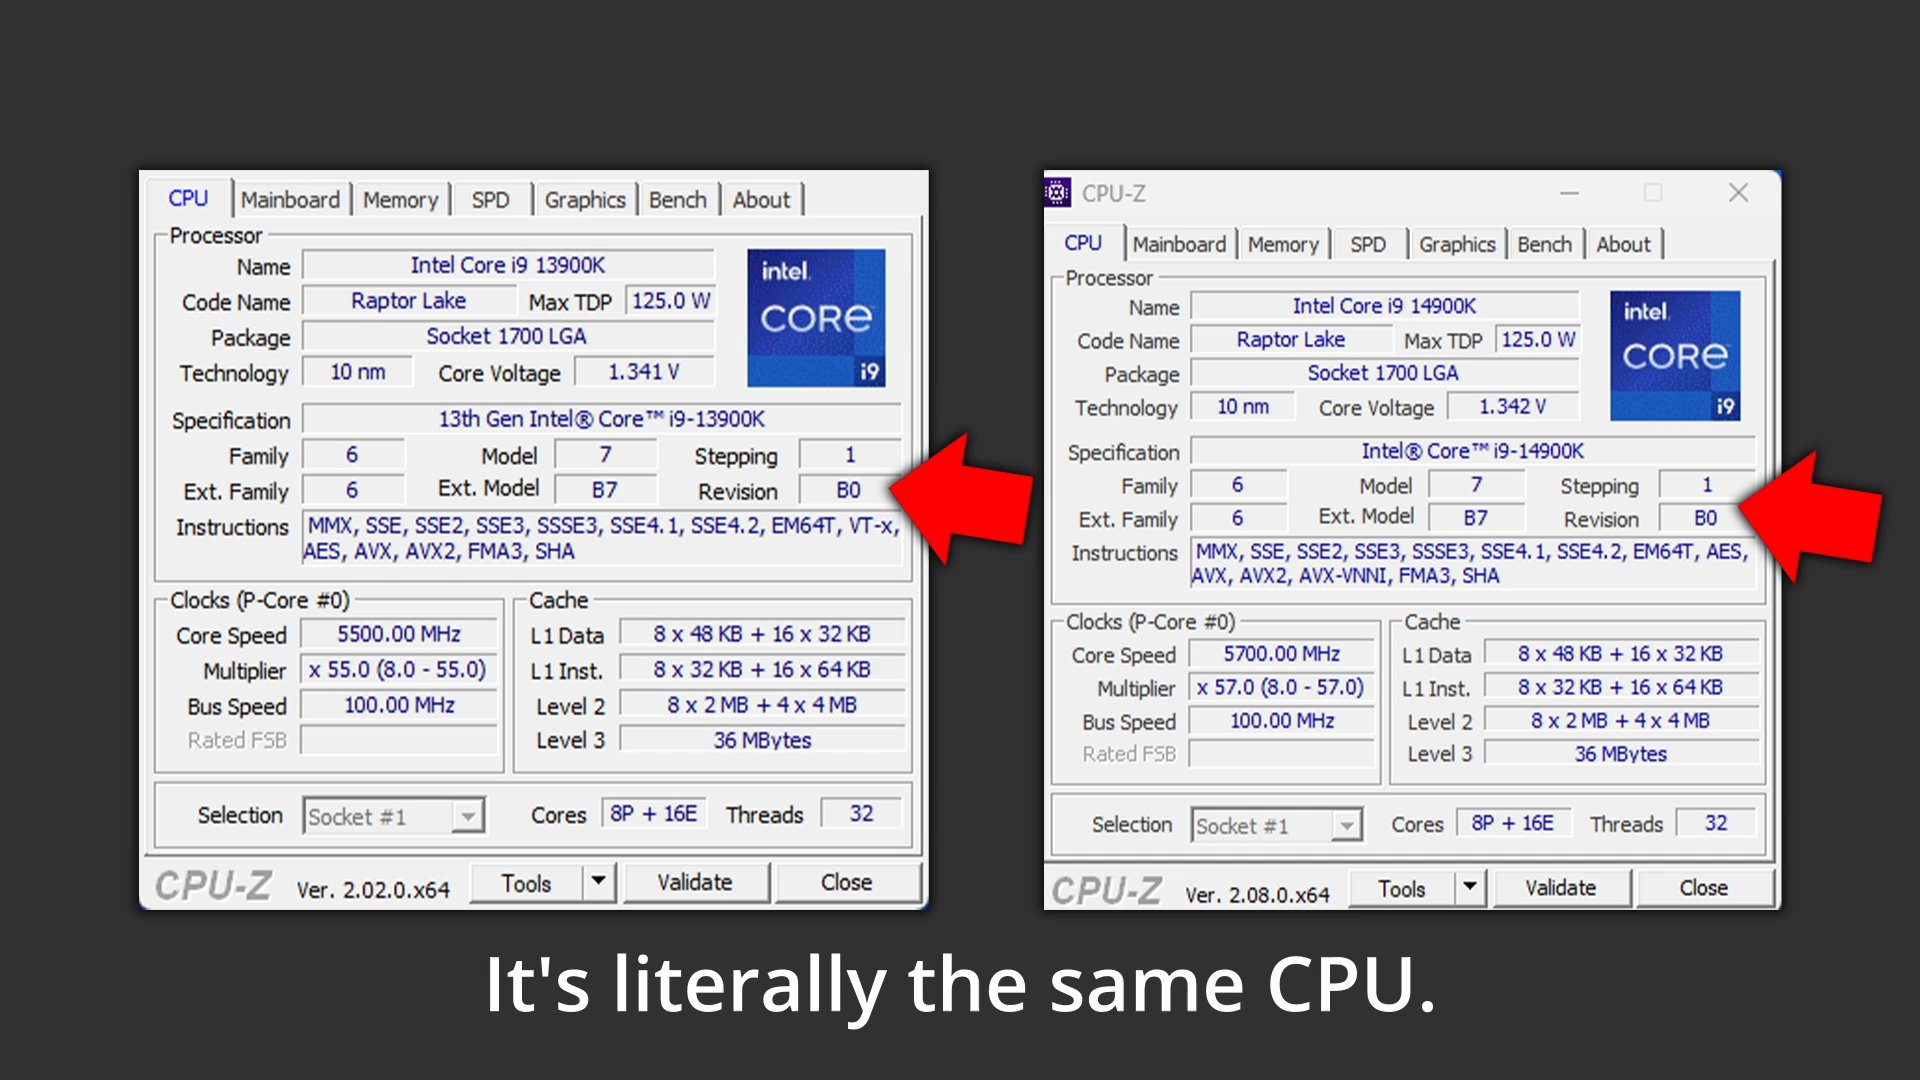 CPU Mainboard Memory SPD Graphics Bench About
Processor
Name Intel Core i9 13900K
Code Name Raptor Lake Max TDP 125.0 W
Package Socket 1700 LGA
Technology 10 nm Core Voltage 1.341 V
intel.
CORE™
i9
Specification 13th Gen Intel® Core™ i9-13900K
Family 6 Model 7 Stepping 1
Ext. Family 6 Ext. Model B7 Revision B0
Instructions MMX, SSE, SSE2, SSE3, SSSE3, SSE4.1, SSE4.2, EM64T, VT-x,
AES, AVX, AVX2, FMA3, SHA
Clocks (P-Core #0)
Core Speed 5500.00 MHz
Multiplier x 55.0 (8.0 - 55.0)
Bus Speed 100.00 MHz
Rated FSB
Cache
L1 Data 8 x 48 KB + 16 x 32 KB
L1 Inst. 8 x 32 KB + 16 x 64 KB
Level 2 8 x 2 MB + 4 x 4 MB
Level 3 36 MBytes
Selection Socket #1 Cores 8P + 16E Threads 32
CPU-Z Ver. 2.02.0.x64 Tools Validate Close
CPU-Z
CPU Mainboard Memory SPD Graphics Bench About
Processor
Name Intel Core i9 14900K
Code Name Raptor Lake Max TDP 125.0 W
Package Socket 1700 LGA
Technology 10 nm Core Voltage 1.342 V
intel.
CORE™
i9
Specification Intel® Core™ i9-14900K
Family 6 Model 7 Stepping 1
Ext. Family 6 Ext. Model B7 Revision B0
Instructions MMX, SSE, SSE2, SSE3, SSSE3, SSE4.1, SSE4.2, EM64T, AES,
AVX, AVX2, AVX-VNNI, FMA3, SHA
Clocks (P-Core #0)
Core Speed 5700.00 MHz
Multiplier x 57.0 (8.0 - 57.0)
Bus Speed 100.00 MHz
Rated FSB
Cache
L1 Data 8 x 48 KB + 16 x 32 KB
L1 Inst. 8 x 32 KB + 16 x 64 KB
Level 2 8 x 2 MB + 4 x 4 MB
Level 3 36 MBytes
Selection Socket #1 Cores 8P + 16E Threads 32
CPU-Z Ver. 2.08.0.x64 Tools Validate Close
It's literally the same CPU.